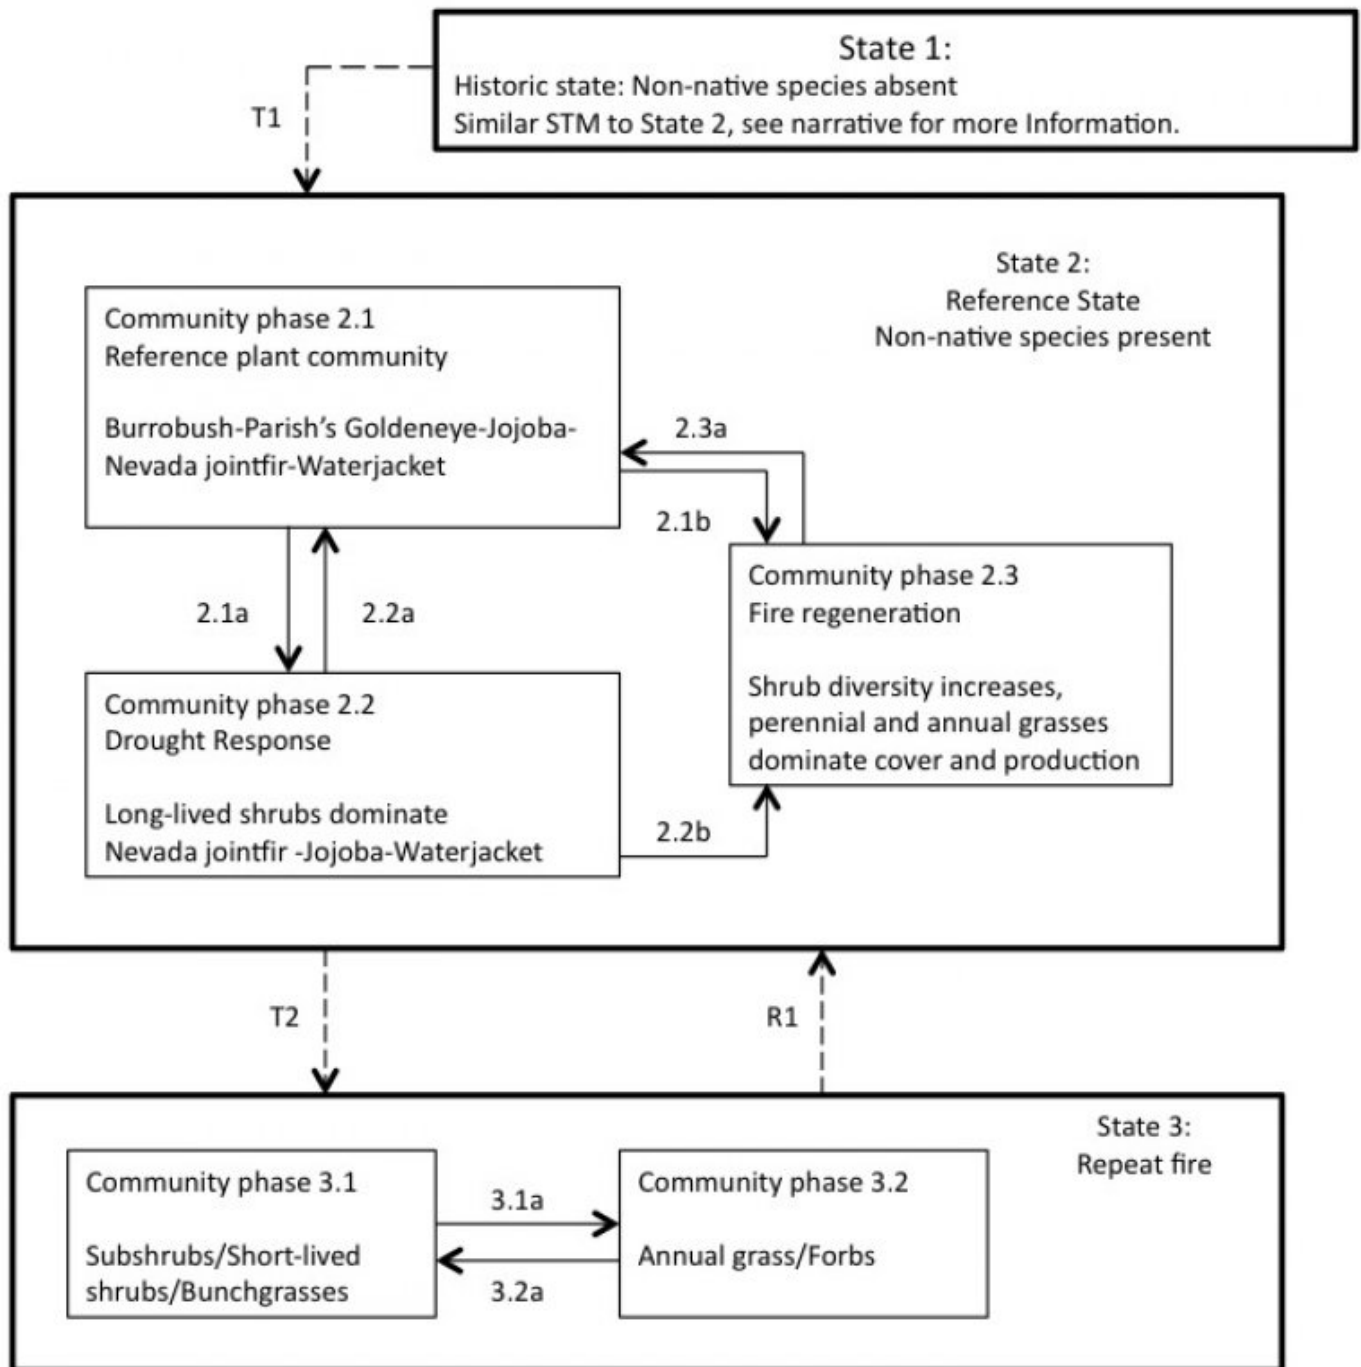 State 1:
Historic state: Non-native species absent
Similar STM to State 2, see narrative for more Information.
T1
State 2:
Reference State
Non-native species present
Community phase 2.1
Reference plant community
Burrobush-Parish’s Goldeneye-Jojoba-
Nevada jointfir-Waterjacket
2.3a
2.1b
Community phase 2.3
Fire regeneration
Shrub diversity increases,
perennial and annual grasses
dominate cover and production
2.1a
2.2a
Community phase 2.2
Drought Response
Long-lived shrubs dominate
Nevada jointfir -Jojoba-Waterjacket
2.2b
T2
R1
State 3:
Repeat fire
Community phase 3.1
Subshrubs/Short-lived
shrubs/Bunchgrasses
3.1a
3.2a
Community phase 3.2
Annual grass/Forbs